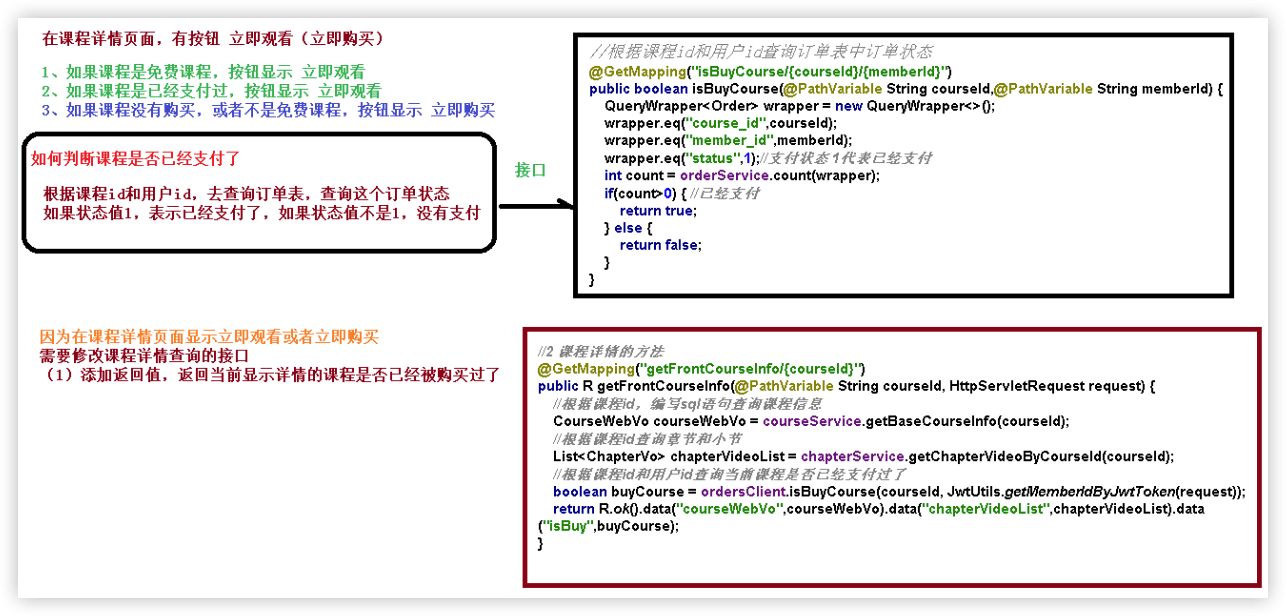 在课程详情页面，有按钮 立即观看（立即购买）
1、如果课程是免费课程，按钮显示 立即观看
2、如果课程是已经支付过，按钮显示 立即观看
3、如果课程没有购买，或者不是免费课程，按钮显示 立即购买
如何判断课程是否已经支付了
根据课程id和用户id，去查询订单表，查询这个订单状态
如果状态值1，表示已经支付了，如果状态值不是1，没有支付
接口
//根据课程id和用户id查询订单表中订单状态
@GetMapping("isBuyCourse/{courseId}/{memberId}")
public boolean isBuyCourse(@PathVariable String courseId,@PathVariable String memberId) {
QueryWrapper<Order> wrapper = new QueryWrapper<>();
wrapper.eq("course_id",courseId);
wrapper.eq("member_id",memberId);
wrapper.eq("status",1);//支付状态 1代表已经支付
int count = orderService.count(wrapper);
if(count>0) { //已经支付
return true;
} else {
return false;
}
}
因为在课程详情页面显示立即观看或者立即购买
需要修改课程详情查询的接口
（1）添加返回值，返回当前显示详情的课程是否已经被购买过了
//2 课程详情的方法
@GetMapping("getFrontCourseInfo/{courseId}")
public R getFrontCourseInfo(@PathVariable String courseId, HttpServletRequest request) {
//根据课程id，编写sql语句查询课程信息
CourseWebVo courseWebVo = courseService.getBaseCourseInfo(courseId);
//根据课程id查询章节和小节
List<ChapterVo> chapterVideoList = chapterService.getChapterVideoByCourseId(courseId);
//根据课程id和用户id查询当前课程是否已经支付过了
boolean buyCourse = ordersClient.isBuyCourse(courseId, JwtUtils.getMemberIdByJwtToken(request));
return R.ok().data("courseWebVo",courseWebVo).data("chapterVideoList",chapterVideoList).data
("isBuy",buyCourse);
}